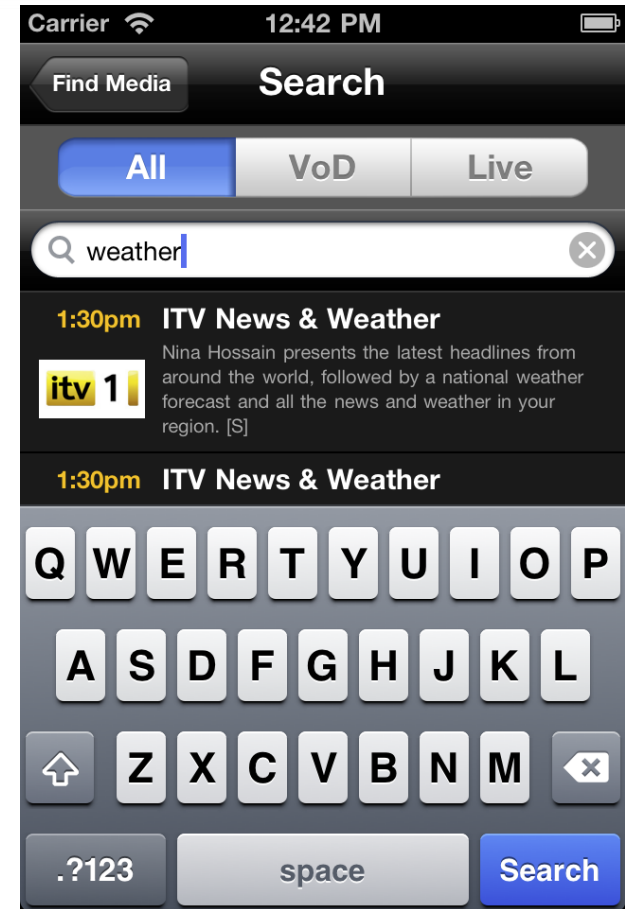 Carrier 12:42 PM
Find Media Search
All VoD Live
weather
1:30pm ITV News & Weather
itv 1
Nina Hossain presents the latest headlines from
around the world, followed by a national weather
forecast and all the news and weather in your
region. [S]
1:30pm ITV News & Weather
Q W E R T Y U I O P
A S D F G H J K L
Z X C V B N M
.?123 space Search